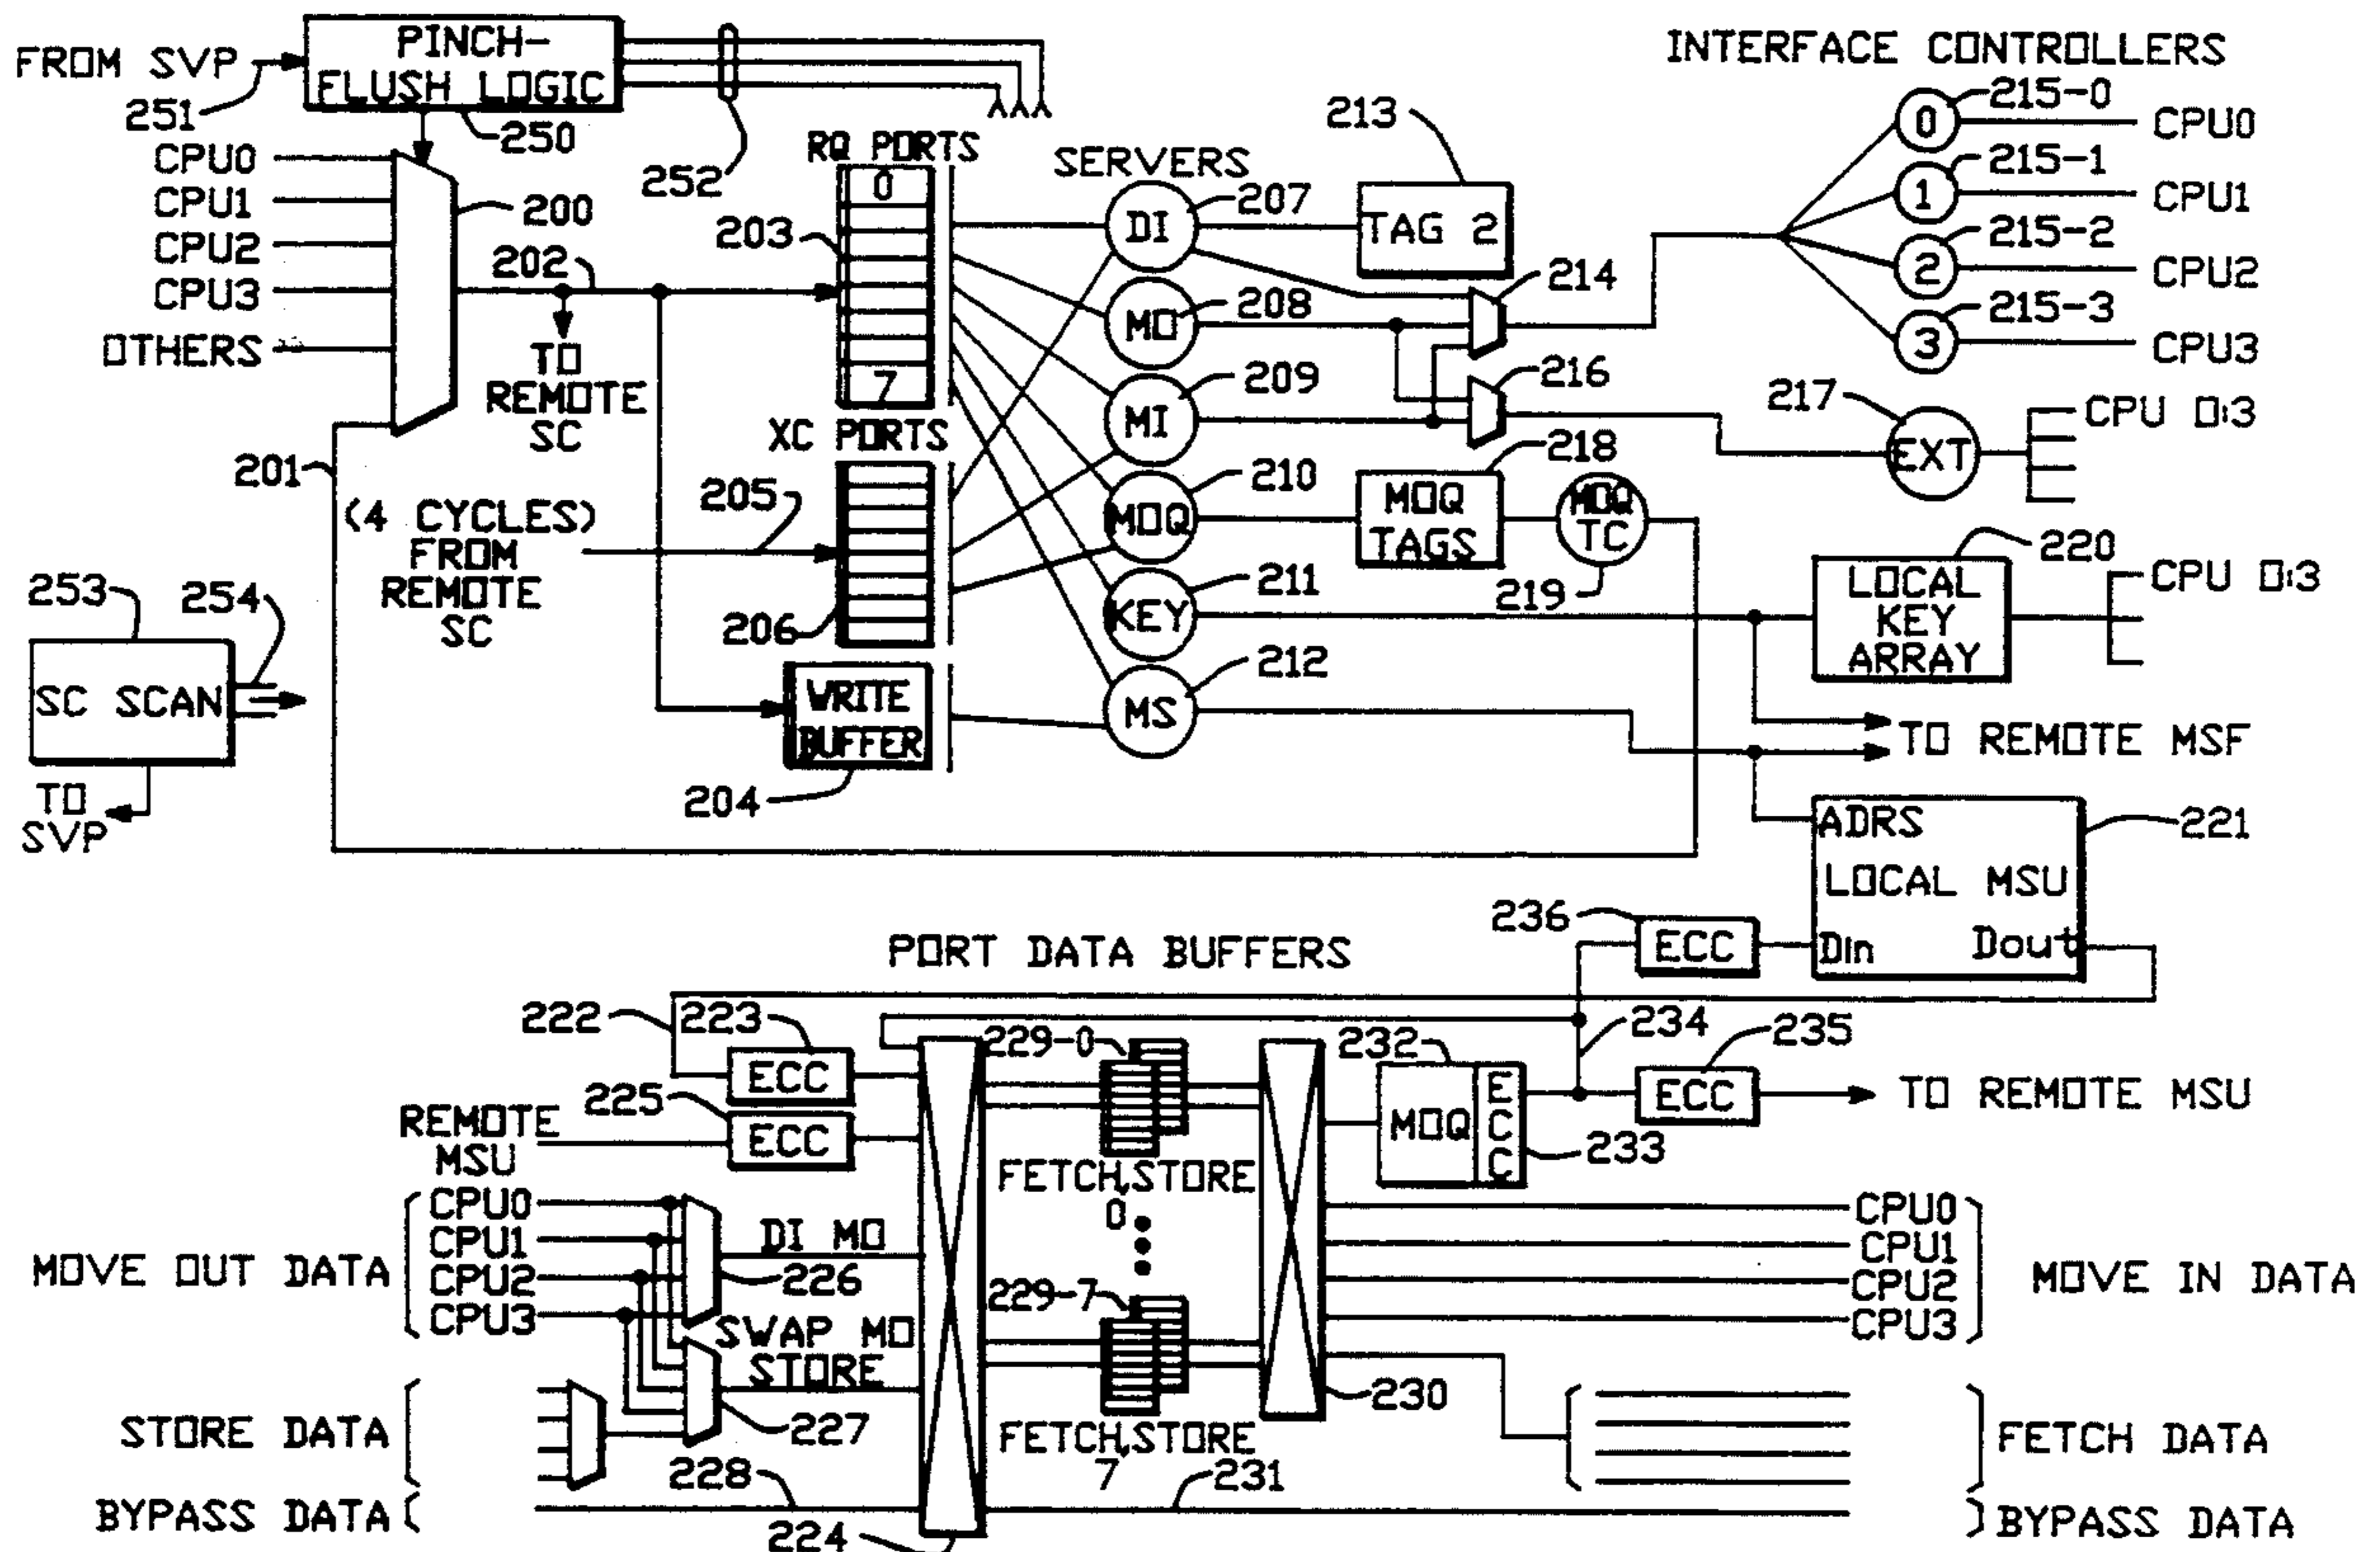 PINCH-
FLUSH LOGIC
FROM SVP
251
250
252
INTERFACE CONTROLLERS
CPU0
CPU1
CPU2
CPU3
OTHERS
200
201
202
TO
REMOTE
SC
RQ PORTS
0
7
203
XC PORTS
(4 CYCLES)
FROM
REMOTE
SC
205
206
WRITE
BUFFER
204
SERVERS
DI
207
MO
208
MI
209
MOQ
210
KEY
211
MS
212
213
TAG 2
214
216
0
215-0
CPU0
1
215-1
CPU1
2
215-2
CPU2
3
215-3
CPU3
217
EXT
CPU 0:3
218
MOQ
TAGS
MOQ
TC
219
220
LOCAL
KEY
ARRAY
CPU 0:3
TO REMOTE MSF
253
254
SC SCAN
TO
SVP
ADRS
LOCAL MSU
DIn
Dout
221
236
ECC
PORT DATA BUFFERS
222
223
ECC
225
ECC
REMOTE
MSU
229-0
FETCH,STORE
0
229-7
FETCH,STORE
7
232
MOQ
ECC
233
234
235
ECC
TO REMOTE MSU
MOVE OUT DATA
CPU0
CPU1
CPU2
CPU3
DI MO
226
SWAP MO
STORE
227
STORE DATA
BYPASS DATA
228
224
230
231
CPU0
CPU1
CPU2
CPU3
MOVE IN DATA
FETCH DATA
BYPASS DATA